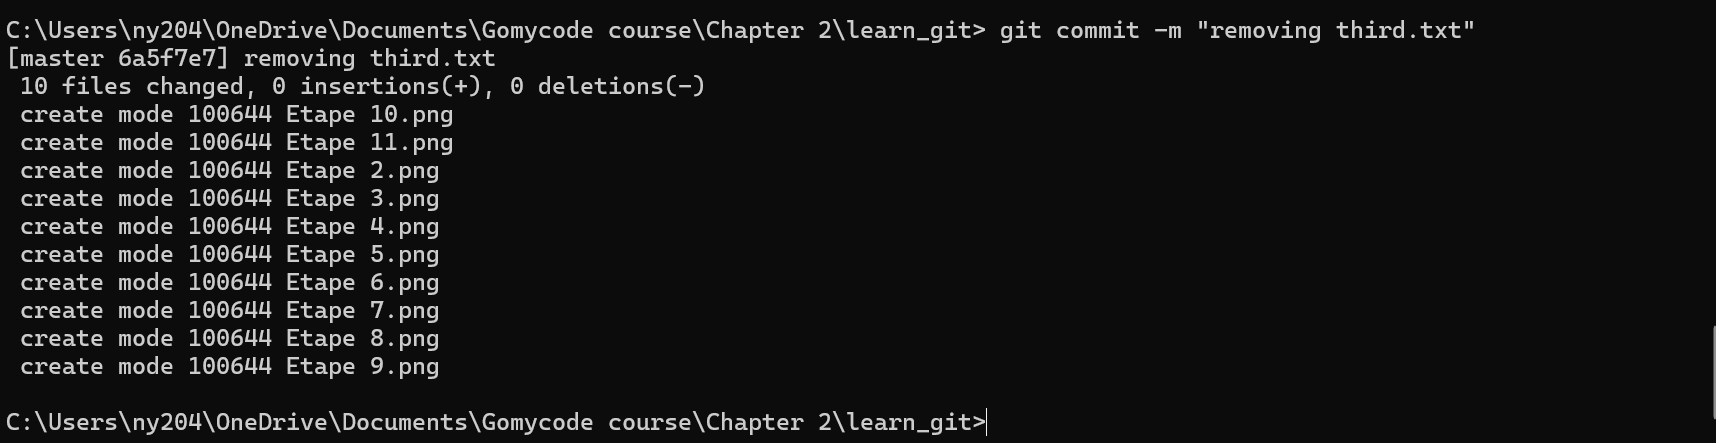 C:\Users\ny204\OneDrive\Documents\Gomycode course\Chapter 2\learn_git> git commit -m "removing third.txt"
[master 6a5f7e7] removing third.txt
 10 files changed, 0 insertions(+), 0 deletions(-)
 create mode 100644 Etape 10.png
 create mode 100644 Etape 11.png
 create mode 100644 Etape 2.png
 create mode 100644 Etape 3.png
 create mode 100644 Etape 4.png
 create mode 100644 Etape 5.png
 create mode 100644 Etape 6.png
 create mode 100644 Etape 7.png
 create mode 100644 Etape 8.png
 create mode 100644 Etape 9.png
C:\Users\ny204\OneDrive\Documents\Gomycode course\Chapter 2\learn_git>